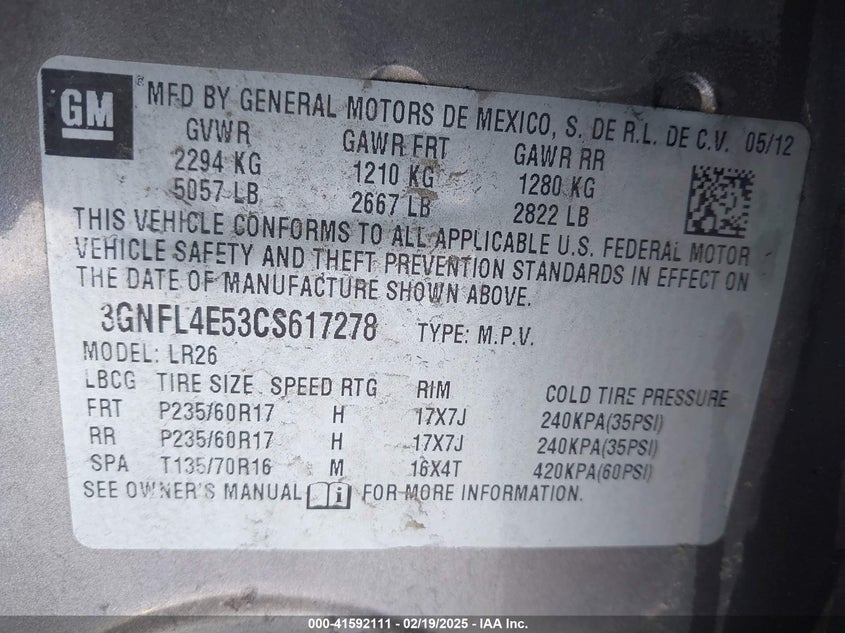 GM
MFD BY GENERAL MOTORS DE MEXICO, S. DE R.L. DE C.V. 05/12
GVWR GAWR FRT GAWR RR
2294 KG 1210 KG 1280 KG
5057 LB 2667 LB 2822 LB
THIS VEHICLE CONFORMS TO ALL APPLICABLE U.S. FEDERAL MOTOR
VEHICLE SAFETY AND THEFT PREVENTION STANDARDS IN EFFECT ON
THE DATE OF MANUFACTURE SHOWN ABOVE.
3GNFL4E53CS617278 TYPE: M.P.V.
MODEL: LR26
LBCG TIRE SIZE SPEED RTG RIM COLD TIRE PRESSURE
FRT P235/60R17 H 17X7J 240KPA(35PSI)
RR P235/60R17 H 17X7J 240KPA(35PSI)
SPA T135/70R16 M 16X4T 420KPA(60PSI)
SEE OWNER'S MANUAL i FOR MORE INFORMATION.
000-41592111 - 02/19/2025 - IAA Inc.